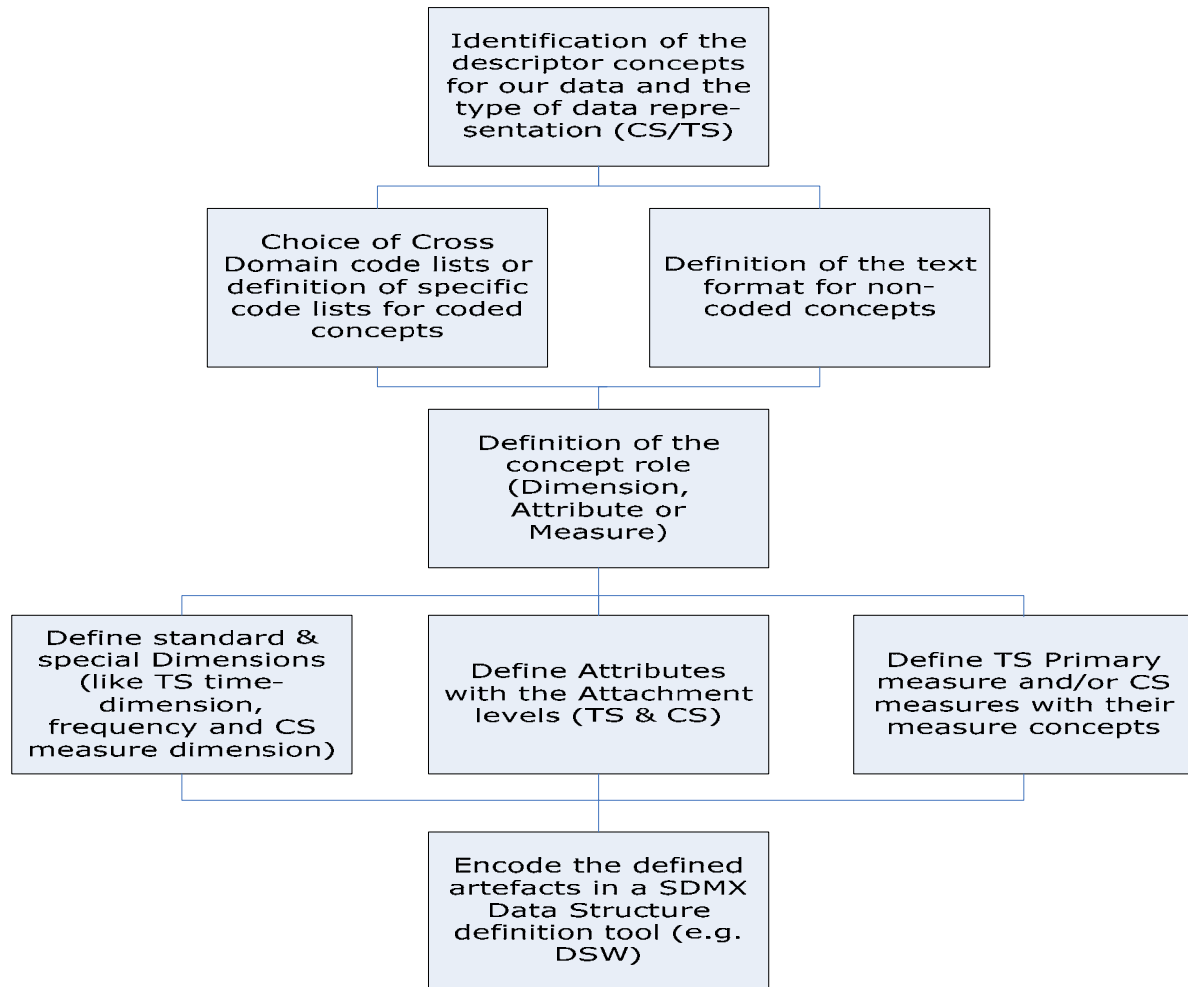 Identification of the
descriptor concepts
for our data and the
type of data repre-
sentation (CS/TS)
Choice of Cross
Domain code lists or
definition of specific
code lists for coded
concepts
Definition of the text
format for non-
coded concepts
Definition of the
concept role
(Dimension,
Attribute or
Measure)
Define standard &
special Dimensions
(like TS time-
dimension,
frequency and CS
measure dimension)
Define Attributes
with the Attachment
levels (TS & CS)
Define TS Primary
measure and/or CS
measures with their
measure concepts
Encode the defined
artefacts in a SDMX
Data Structure
definition tool (e.g.
DSW)